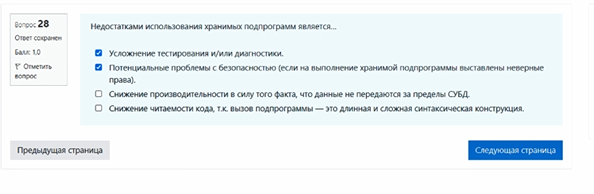 Вопрос 28
Ответ сохранен
Балл: 1,0
Отметить вопрос
Недостатками использования хранимых подпрограмм является...
Усложнение тестирования и/или диагностики.
Потенциальные проблемы с безопасностью (если на выполнение хранимой подпрограммы выставлены неверные
права).
Снижение производительности в силу того факта, что данные не передаются за пределы СУБД.
Снижение читаемости кода, т.к. вызов подпрограммы — это длинная и сложная синтаксическая конструкция.
Предыдущая страница
Следующая страница